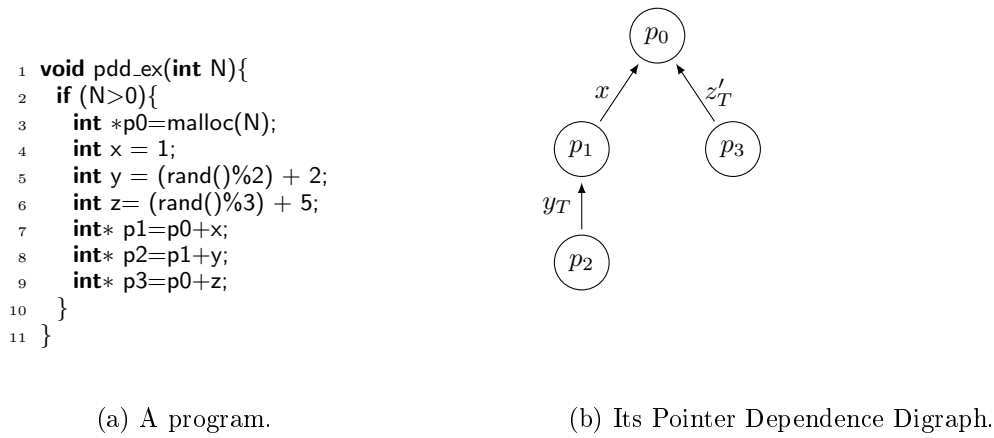 1 void pdd_ex(int N){
2 if (N>0){
3 int *p0=malloc(N);
4 int x = 1;
5 int y = (rand()%2) + 2;
6 int z= (rand()%3) + 5;
7 int* p1=p0+x;
8 int* p2=p1+y;
9 int* p3=p0+z;
10 }
11 }
p₀
x
z′_T
p₁
p₃
y_T
p₂
(a) A program.
(b) Its Pointer Dependence Digraph.